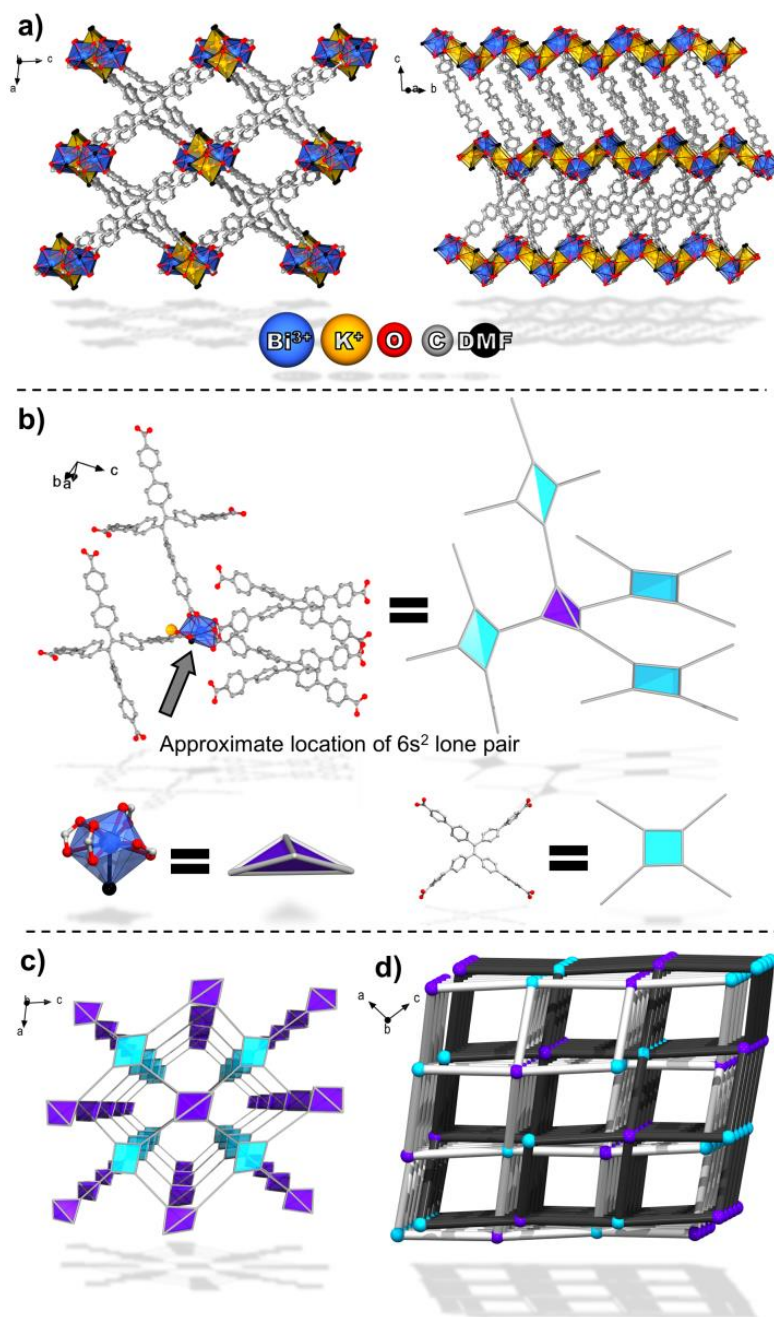 a)
c
a
c
a
b
Bi³⁺ K⁺ O C DMF
b)
b a c
=
Approximate location of 6s² lone pair
= =
c)
b c
a
d)
a c
b